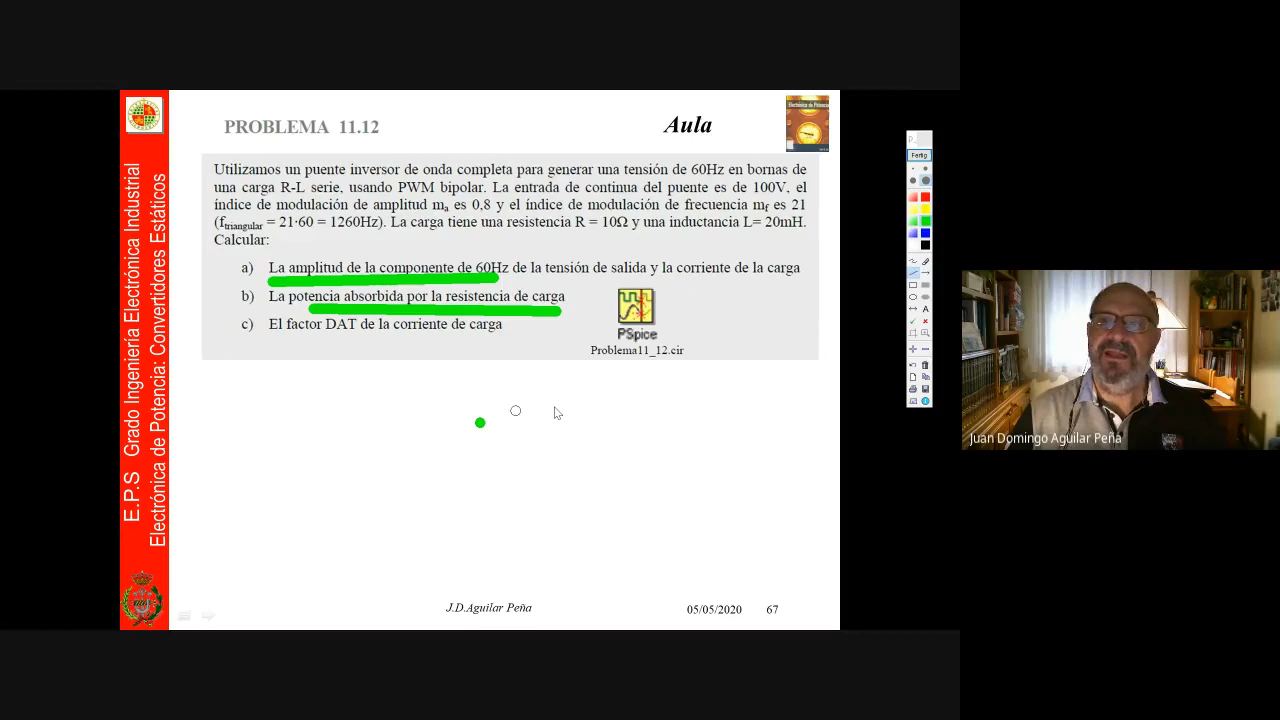 PROBLEMA 11.12
Aula
Electrónica de Potencia
Utilizamos un puente inversor de onda completa para generar una tensión de 60Hz en bornas de
una carga R-L serie, usando PWM bipolar. La entrada de continua del puente es de 100V, el
índice de modulación de amplitud ma es 0,8 y el índice de modulación de frecuencia mf es 21
(ftriangular = 21·60 = 1260Hz). La carga tiene una resistencia R = 10Ω y una inductancia L= 20mH.
Calcular:
a) La amplitud de la componente de 60Hz de la tensión de salida y la corriente de la carga
b) La potencia absorbida por la resistencia de carga
c) El factor DAT de la corriente de carga
PSpice
Problema11_12.cir
E.P.S Grado Ingeniería Electrónica Industrial
Electrónica de Potencia: Convertidores Estáticos
J.D.Aguilar Peña
05/05/2020 67
Fertig
A
Juan Domingo Aguilar Peña